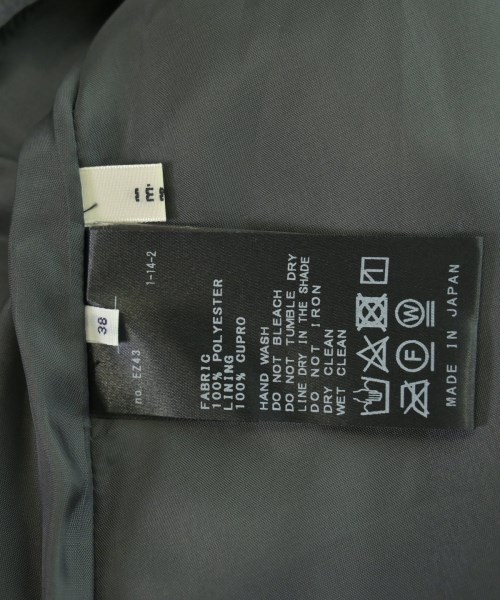 38
no. EZ43
1-14-2
FABRIC
100% POLYESTER
LINING
100% CUPRO
HAND WASH
DO NOT BLEACH
DO NOT TUMBLE DRY
LINE DRY IN THE SHADE
DO NOT IRON
DRY CLEAN
WET CLEAN
F W
MADE IN JAPAN